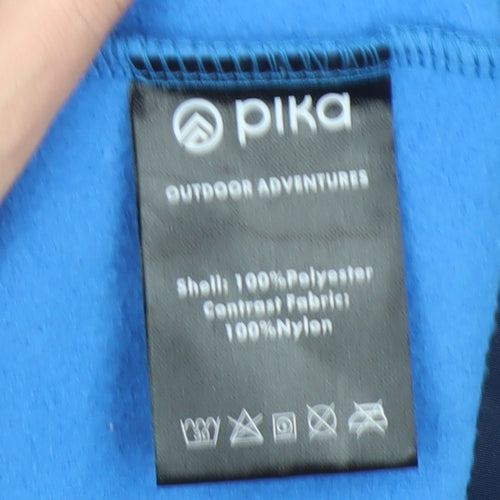 pika
OUTDOOR ADVENTURES
Shell: 100%Polyester
Contrast Fabric:
100%Nylon